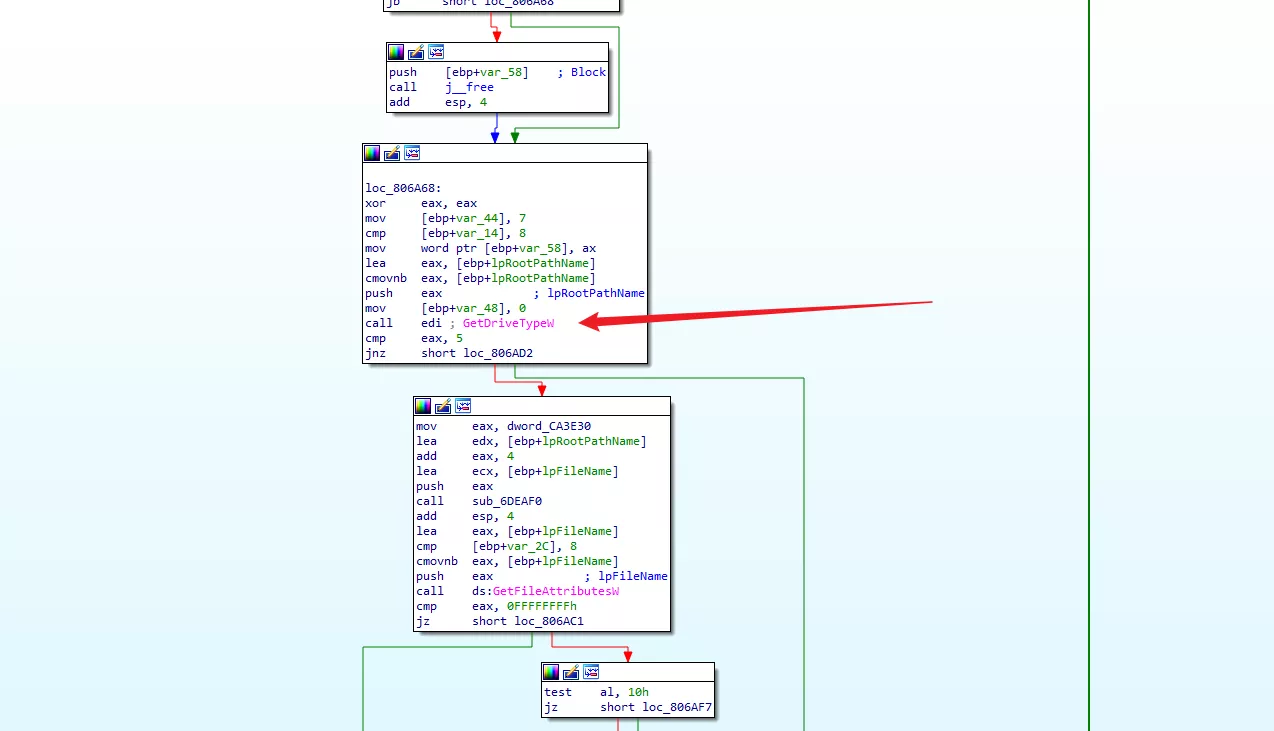 jb short loc_806A68
push [ebp+var_58] ; Block
call j__free
add esp, 4
loc_806A68:
xor eax, eax
mov [ebp+var_44], 7
cmp [ebp+var_14], 8
mov word ptr [ebp+var_58], ax
lea eax, [ebp+lpRootPathName]
cmovnb eax, [ebp+lpRootPathName]
push eax ; lpRootPathName
mov [ebp+var_48], 0
call edi ; GetDriveTypeW
cmp eax, 5
jnz short loc_806AD2
mov eax, dword_CA3E30
lea edx, [ebp+lpRootPathName]
add eax, 4
lea ecx, [ebp+lpFileName]
push eax
call sub_6DEAF0
add esp, 4
lea eax, [ebp+lpFileName]
cmp [ebp+var_2C], 8
cmovnb eax, [ebp+lpFileName]
push eax ; lpFileName
call ds:GetFileAttributesW
cmp eax, 0FFFFFFFFh
jz short loc_806AC1
test al, 10h
jz short loc_806AF7